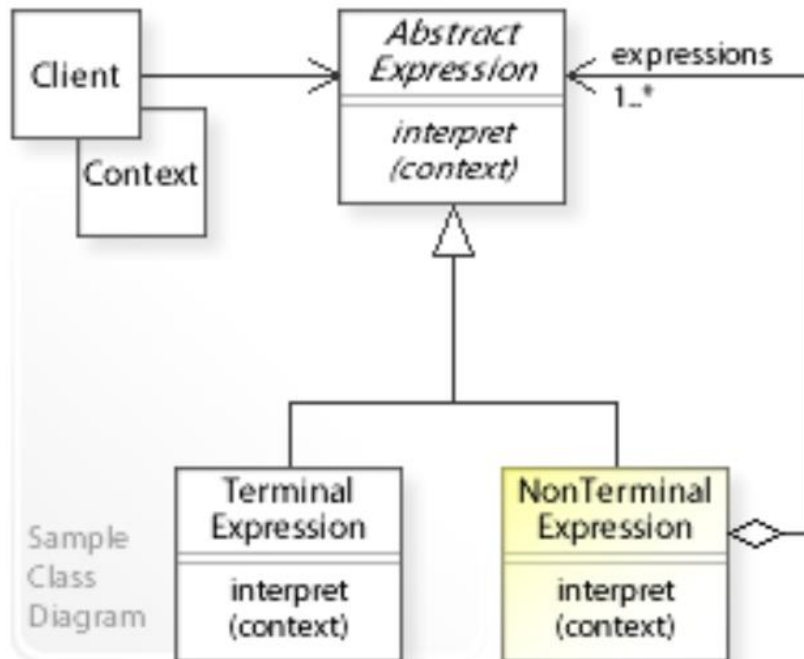 Client
Context
Abstract
Expression
interpret
(context)
expressions
1..*
Terminal
Expression
interpret
(context)
NonTerminal
Expression
interpret
(context)
Sample
Class
Diagram